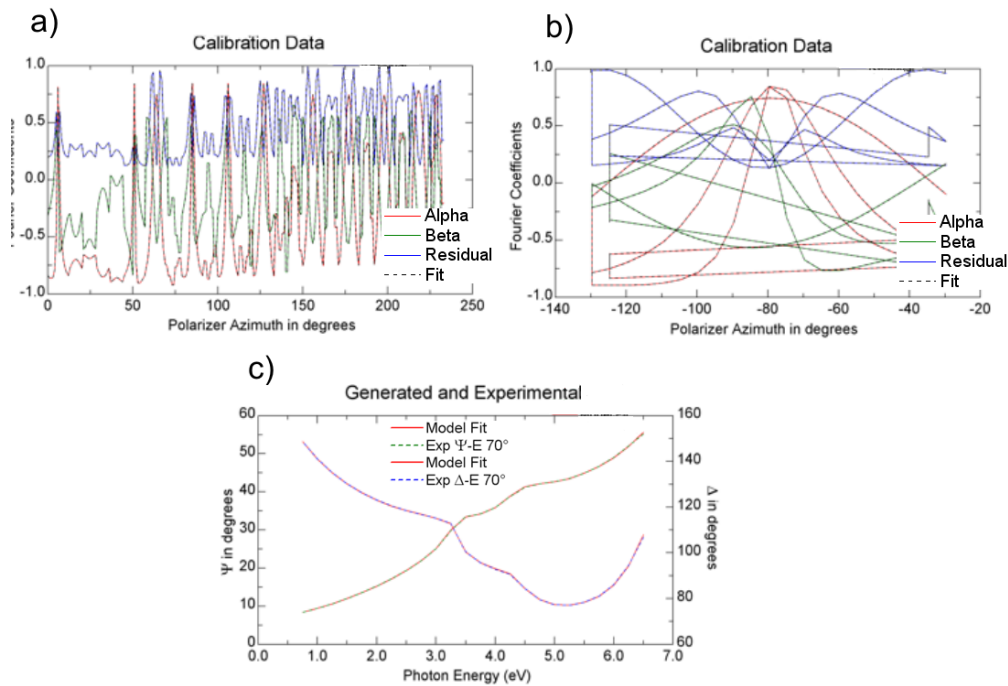 a)
Calibration Data
1.0
0.5
0.0
-0.5
-1.0
0 50 100 150 200 250
Coefficients
Polarizer Azimuth in degrees
Alpha
Beta
Residual
Fit
b)
Calibration Data
1.0
0.5
0.0
-0.5
-1.0
-140 -120 -100 -80 -60 -40 -20
Fourier Coefficients
Polarizer Azimuth in degrees
Alpha
Beta
Residual
Fit
c)
Generated and Experimental
60
50
40
30
20
10
0
Ψ in degrees
Model Fit
Exp Ψ-E 70°
Model Fit
Exp Δ-E 70°
160
140
120
100
80
60
Δ in degrees
0.0 1.0 2.0 3.0 4.0 5.0 6.0 7.0
Photon Energy (eV)